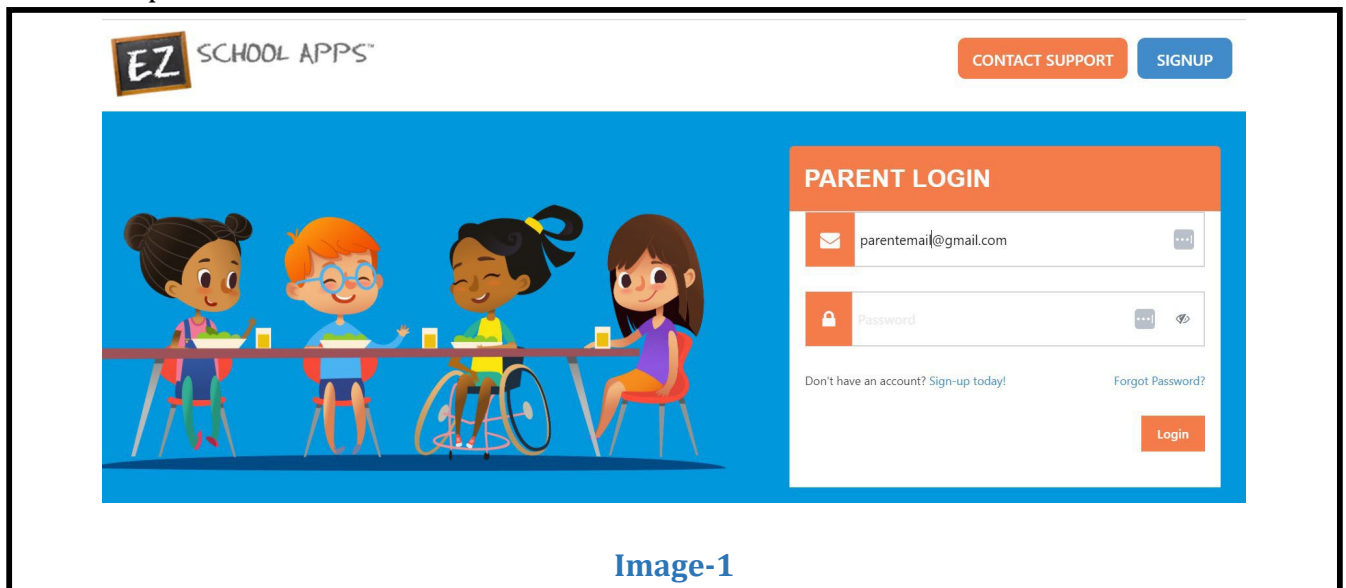 EZ SCHOOL APPS™
CONTACT SUPPORT
SIGNUP
PARENT LOGIN
parentemail@gmail.com
Password
Don't have an account? Sign-up today!
Forgot Password?
Login
Image-1